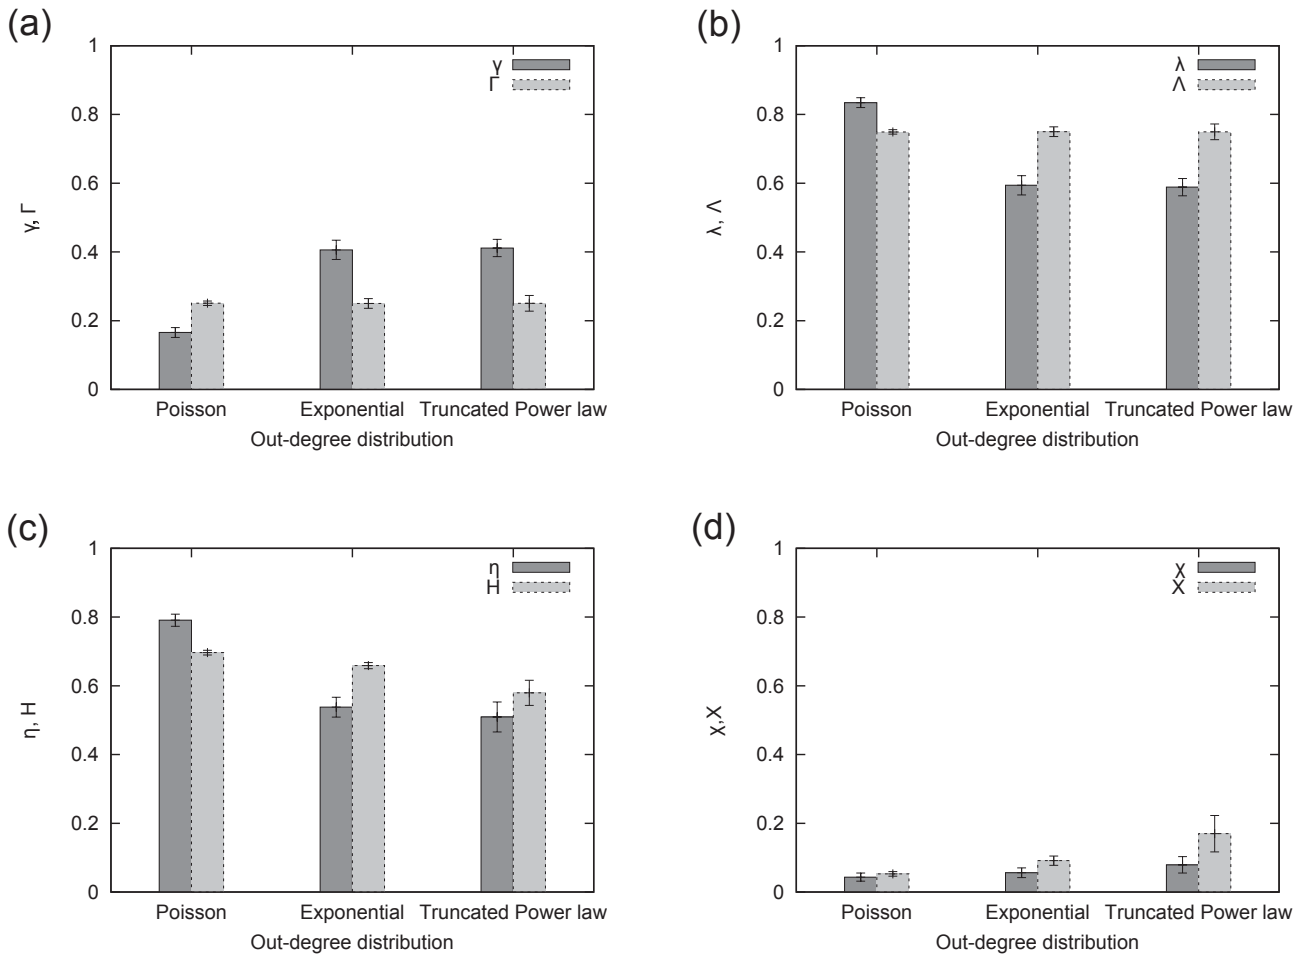 (a)
1
0.8
0.6
0.4
0.2
0
γ, Γ
γ
Γ
Poisson Exponential Truncated Power law
Out-degree distribution
(b)
1
0.8
0.6
0.4
0.2
0
λ, Λ
λ
Λ
Poisson Exponential Truncated Power law
Out-degree distribution
(c)
1
0.8
0.6
0.4
0.2
0
η, H
η
H
Poisson Exponential Truncated Power law
Out-degree distribution
(d)
1
0.8
0.6
0.4
0.2
0
χ,X
χ
X
Poisson Exponential Truncated Power law
Out-degree distribution